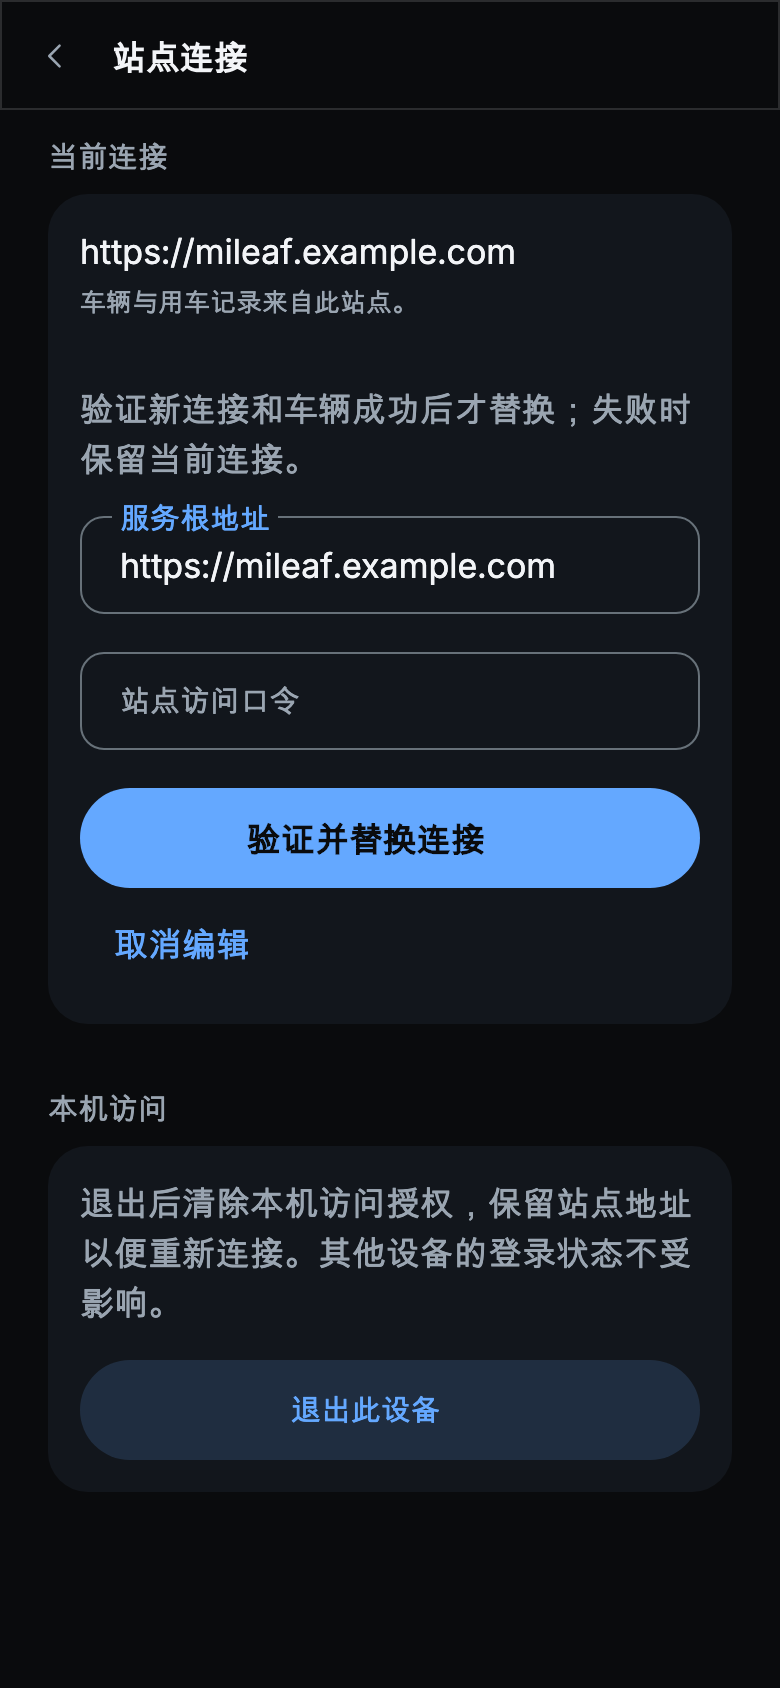 站点连接
当前连接
https://mileaf.example.com
车辆与用车记录来自此站点。
验证新连接和车辆成功后才替换；失败时
保留当前连接。
服务根地址
https://mileaf.example.com
站点访问口令
验证并替换连接
取消编辑
本机访问
退出后清除本机访问授权，保留站点地址
以便重新连接。其他设备的登录状态不受
影响。
退出此设备